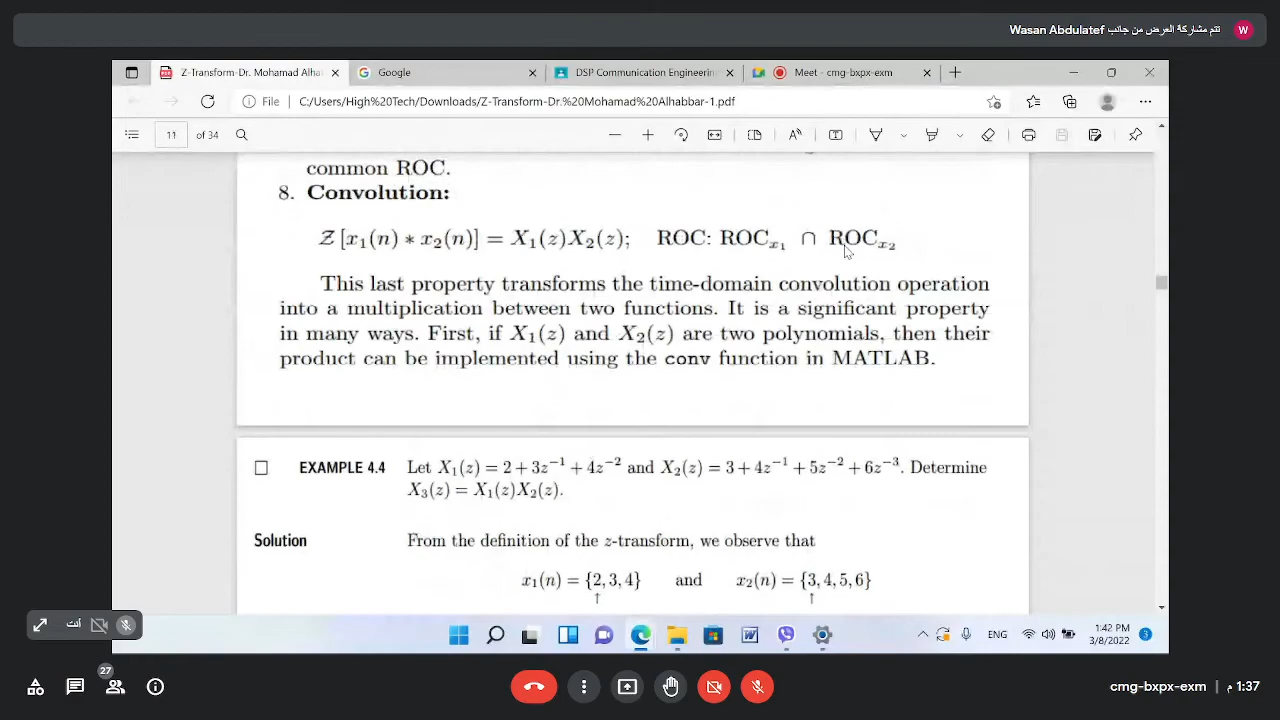 تتم مشاركة العرض من جانب Wasan Abdulatef W
Z-Transform-Dr. Mohamad Alha Google DSP Communication Engineerin Meet - cmg-bxpx-exm
File C:/Users/High%20Tech/Downloads/Z-Transform-Dr.%20Mohamad%20Alhabbar-1.pdf
11 of 34
common ROC.
8. Convolution:
Z [x₁(n) ∗ x₂(n)] = X₁(z)X₂(z); ROC: ROCₓ₁ ∩ ROCₓ₂
This last property transforms the time-domain convolution operation
into a multiplication between two functions. It is a significant property
in many ways. First, if X₁(z) and X₂(z) are two polynomials, then their
product can be implemented using the conv function in MATLAB.
EXAMPLE 4.4 Let X₁(z) = 2 + 3z⁻¹ + 4z⁻² and X₂(z) = 3 + 4z⁻¹ + 5z⁻² + 6z⁻³. Determine
X₃(z) = X₁(z)X₂(z).
Solution From the definition of the z-transform, we observe that
x₁(n) = {2, 3, 4} and x₂(n) = {3, 4, 5, 6}
↑ ↑
أنت
ENG 1:42 PM
3/8/2022 3
27
cmg-bxpx-exm | 1:37 م